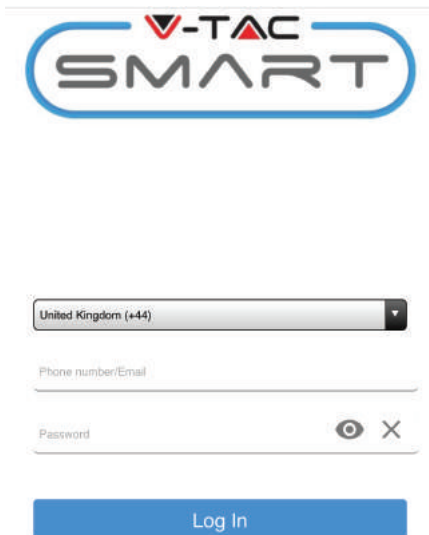 V-TAC
SMART
United Kingdom (+44)
Phone number/Email
Password
Log In